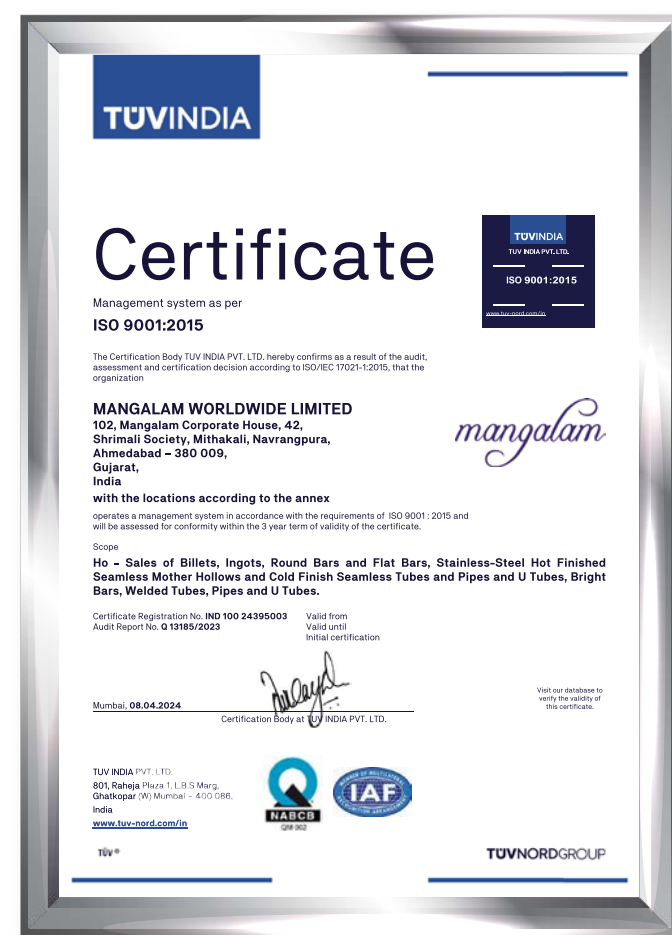 TÜVINDIA
Certificate
TÜVINDIA
TUV INDIA PVT. LTD.
ISO 9001:2015
www.tuv-nord.com/in
Management system as per
ISO 9001:2015
The Certification Body TUV INDIA PVT. LTD. hereby confirms as a result of the audit,
assessment and certification decision according to ISO/IEC 17021-1:2015, that the
organization
MANGALAM WORLDWIDE LIMITED
102, Mangalam Corporate House, 42,
Shrimali Society, Mithakali, Navrangpura,
Ahmedabad – 380 009,
Gujarat,
India
mangalam
with the locations according to the annex
operates a management system in accordance with the requirements of ISO 9001 : 2015 and
will be assessed for conformity within the 3 year term of validity of the certificate.
Scope
Ho – Sales of Billets, Ingots, Round Bars and Flat Bars, Stainless-Steel Hot Finished
Seamless Mother Hollows and Cold Finish Seamless Tubes and Pipes and U Tubes, Bright
Bars, Welded Tubes, Pipes and U Tubes.
Certificate Registration No. IND 100 24395003
Audit Report No. Q 13185/2023
Valid from
Valid until
Initial certification
Mumbai, 08.04.2024
Certification Body at TUV INDIA PVT. LTD.
Visit our database to
verify the validity of
this certificate.
TUV INDIA PVT. LTD.
801, Raheja Plaza 1, L.B.S Marg,
Ghatkopar (W) Mumbai – 400 086,
India
www.tuv-nord.com/in
NABCB
QM 002
MEMBER OF MULTILATERAL
IAF
RECOGNITION ARRANGEMENT
TÜV ®
TÜVNORDGROUP